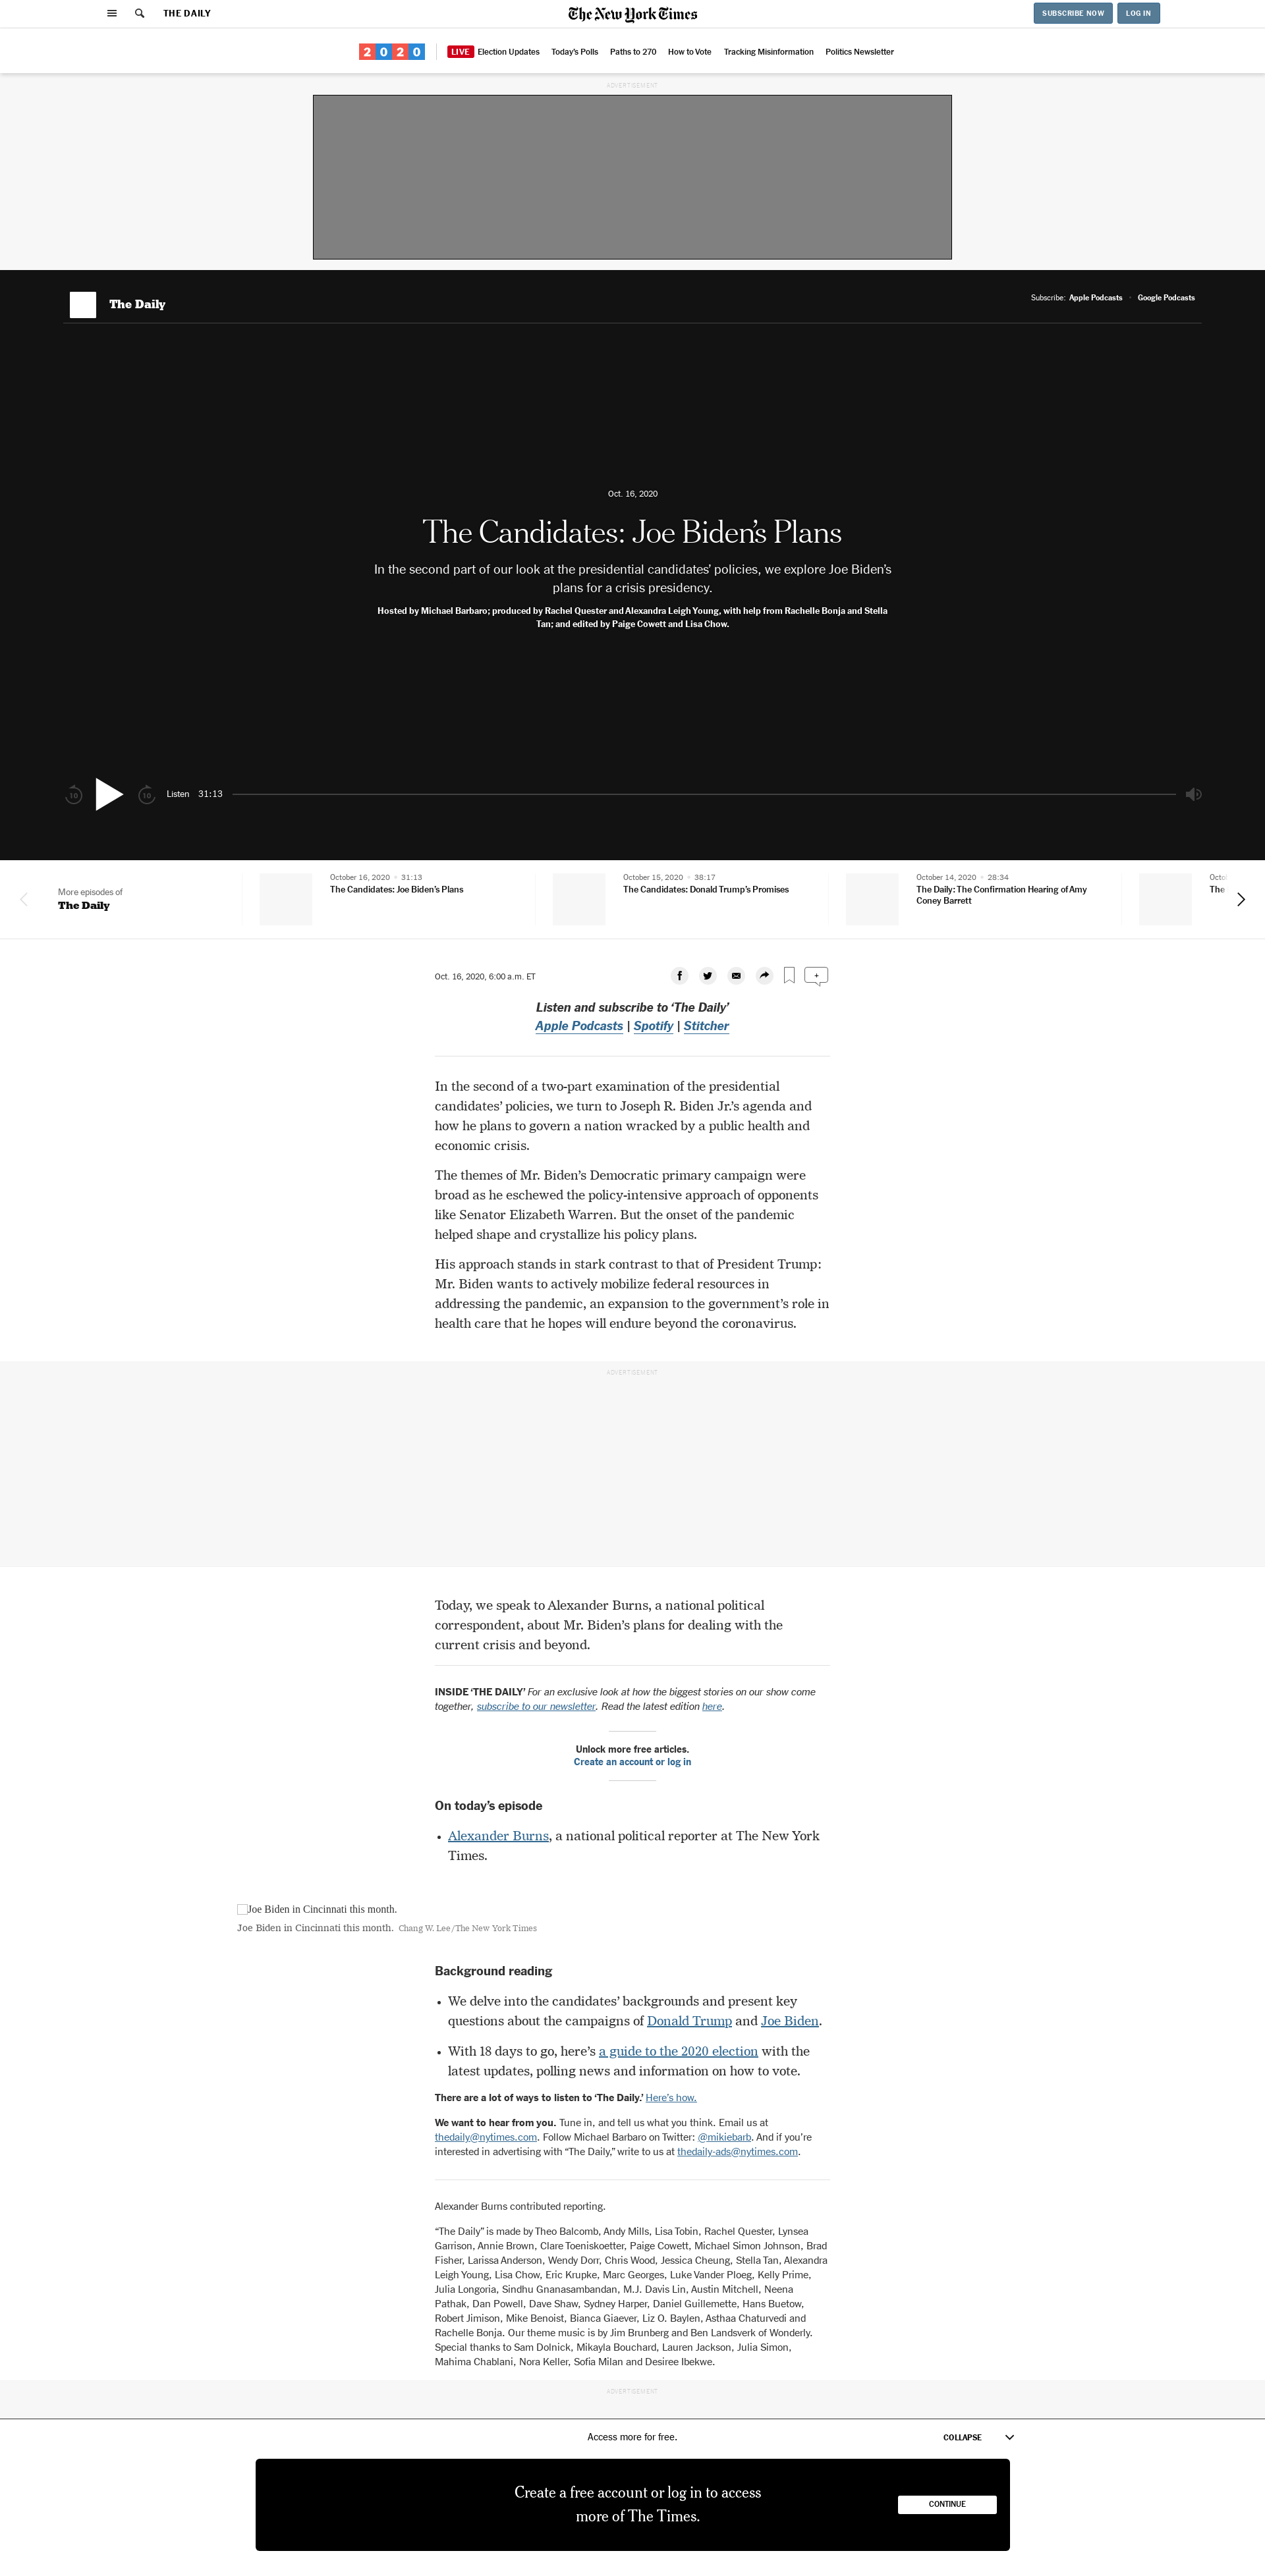 THE DAILY
The New York Times
SUBSCRIBE NOW
LOG IN
2020
LIVE Election Updates Today's Polls Paths to 270 How to Vote Tracking Misinformation Politics Newsletter
ADVERTISEMENT
The Daily
Subscribe: Apple Podcasts • Google Podcasts
Oct. 16, 2020
The Candidates: Joe Biden's Plans
In the second part of our look at the presidential candidates' policies, we explore Joe Biden's
plans for a crisis presidency.
Hosted by Michael Barbaro; produced by Rachel Quester and Alexandra Leigh Young, with help from Rachelle Bonja and Stella
Tan; and edited by Paige Cowett and Lisa Chow.
10
10
Listen 31:13
More episodes of
The Daily
October 16, 2020 • 31:13
The Candidates: Joe Biden's Plans
October 15, 2020 • 38:17
The Candidates: Donald Trump's Promises
October 14, 2020 • 28:34
The Daily: The Confirmation Hearing of Amy
Coney Barrett
The
Oct. 16, 2020, 6:00 a.m. ET
+
Listen and subscribe to ‘The Daily’
Apple Podcasts | Spotify | Stitcher
In the second of a two-part examination of the presidential
candidates’ policies, we turn to Joseph R. Biden Jr.’s agenda and
how he plans to govern a nation wracked by a public health and
economic crisis.
The themes of Mr. Biden’s Democratic primary campaign were
broad as he eschewed the policy-intensive approach of opponents
like Senator Elizabeth Warren. But the onset of the pandemic
helped shape and crystallize his policy plans.
His approach stands in stark contrast to that of President Trump:
Mr. Biden wants to actively mobilize federal resources in
addressing the pandemic, an expansion to the government’s role in
health care that he hopes will endure beyond the coronavirus.
ADVERTISEMENT
Today, we speak to Alexander Burns, a national political
correspondent, about Mr. Biden’s plans for dealing with the
current crisis and beyond.
INSIDE ‘THE DAILY’ For an exclusive look at how the biggest stories on our show come
together, subscribe to our newsletter. Read the latest edition here.
Unlock more free articles.
Create an account or log in
On today’s episode
• Alexander Burns, a national political reporter at The New York
Times.
Joe Biden in Cincinnati this month.
Joe Biden in Cincinnati this month. Chang W. Lee/The New York Times
Background reading
• We delve into the candidates’ backgrounds and present key
questions about the campaigns of Donald Trump and Joe Biden.
• With 18 days to go, here’s a guide to the 2020 election with the
latest updates, polling news and information on how to vote.
There are a lot of ways to listen to ‘The Daily.’ Here’s how.
We want to hear from you. Tune in, and tell us what you think. Email us at
thedaily@nytimes.com. Follow Michael Barbaro on Twitter: @mikiebarb. And if you’re
interested in advertising with “The Daily,” write to us at thedaily-ads@nytimes.com.
Alexander Burns contributed reporting.
“The Daily” is made by Theo Balcomb, Andy Mills, Lisa Tobin, Rachel Quester, Lynsea
Garrison, Annie Brown, Clare Toeniskoetter, Paige Cowett, Michael Simon Johnson, Brad
Fisher, Larissa Anderson, Wendy Dorr, Chris Wood, Jessica Cheung, Stella Tan, Alexandra
Leigh Young, Lisa Chow, Eric Krupke, Marc Georges, Luke Vander Ploeg, Kelly Prime,
Julia Longoria, Sindhu Gnanasambandan, M.J. Davis Lin, Austin Mitchell, Neena
Pathak, Dan Powell, Dave Shaw, Sydney Harper, Daniel Guillemette, Hans Buetow,
Robert Jimison, Mike Benoist, Bianca Giaever, Liz O. Baylen, Asthaa Chaturvedi and
Rachelle Bonja. Our theme music is by Jim Brunberg and Ben Landsverk of Wonderly.
Special thanks to Sam Dolnick, Mikayla Bouchard, Lauren Jackson, Julia Simon,
Mahima Chablani, Nora Keller, Sofia Milan and Desiree Ibekwe.
ADVERTISEMENT
Access more for free.
COLLAPSE
Create a free account or log in to access
more of The Times.
CONTINUE